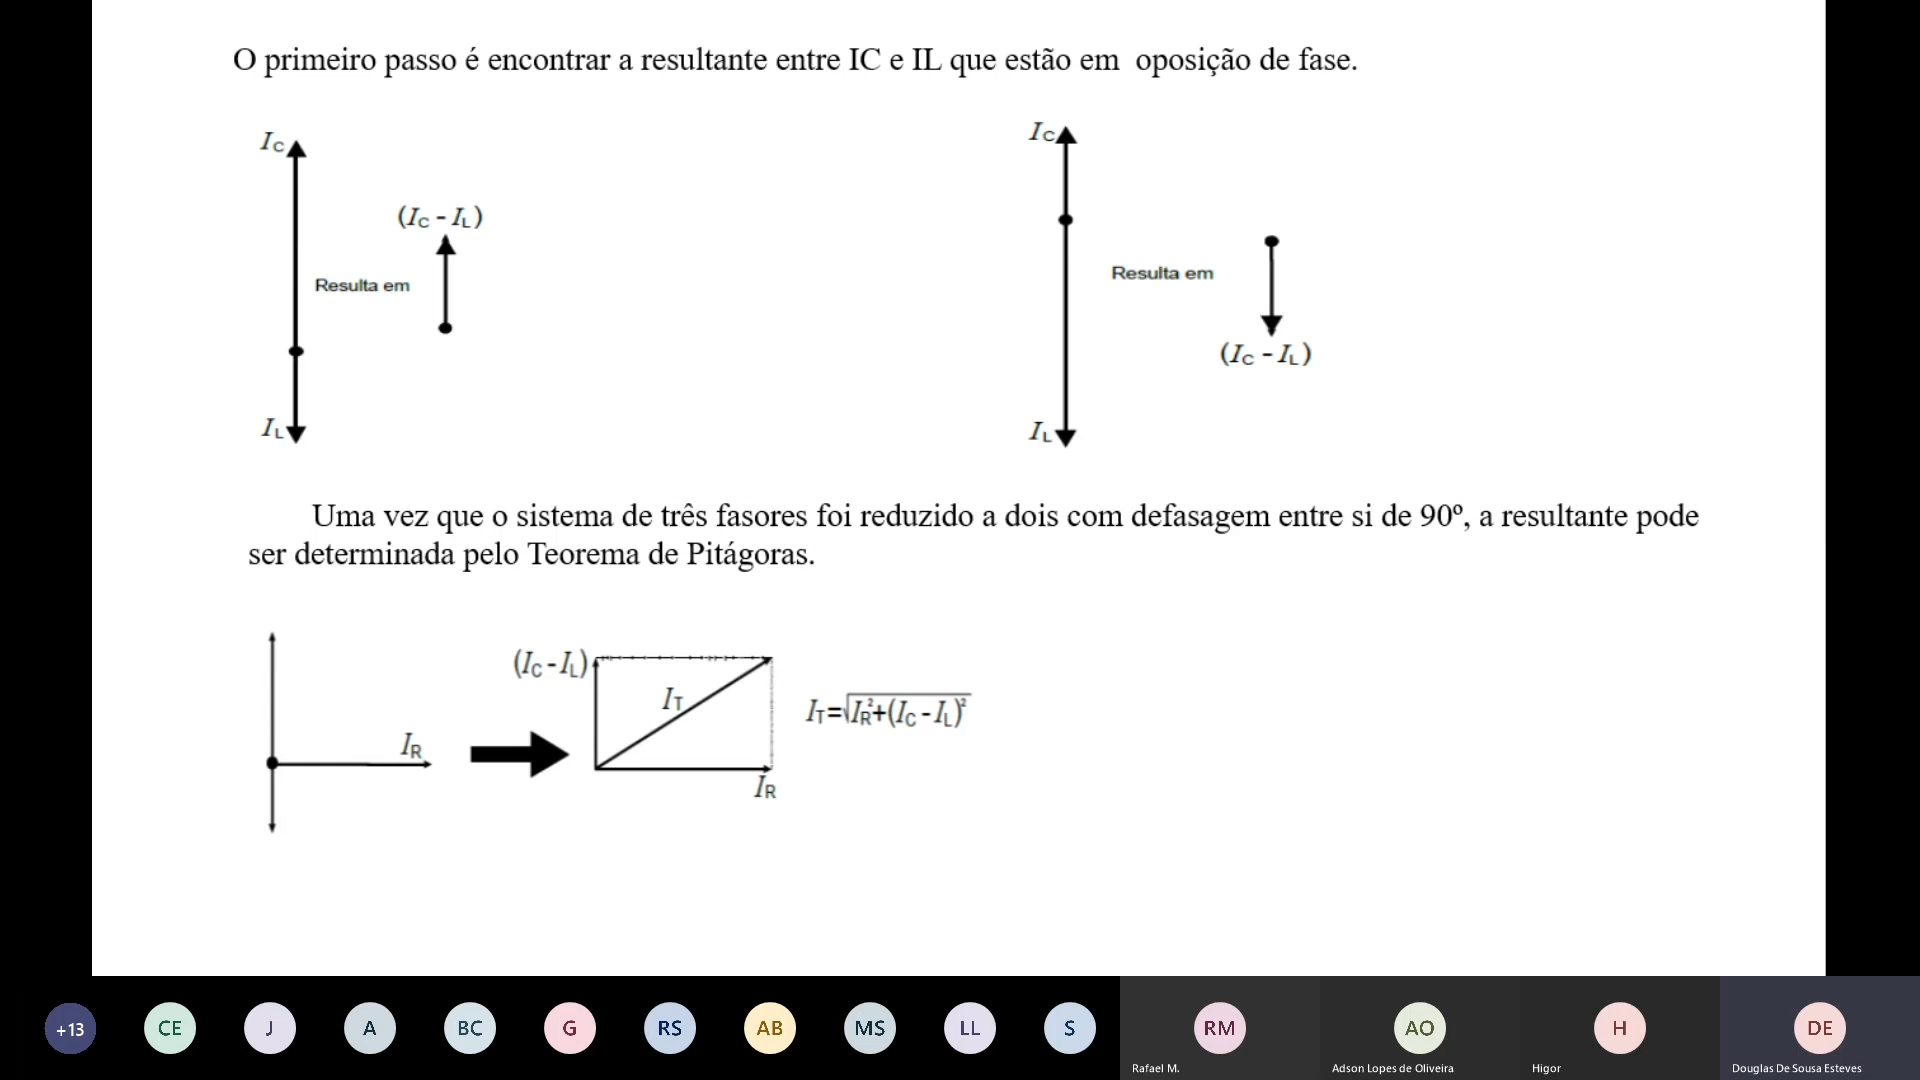 O primeiro passo é encontrar a resultante entre IC e IL que estão em oposição de fase.
IC
IC
(IC - IL)
Resulta em
Resulta em
(IC - IL)
IL
IL
Uma vez que o sistema de três fasores foi reduzido a dois com defasagem entre si de 90º, a resultante pode
ser determinada pelo Teorema de Pitágoras.
(IC - IL)
IT
IT=√IR²+(IC - IL)²
IR
IR
+13
CE
J
A
BC
G
RS
AB
MS
LL
S
RM
AO
H
DE
Rafael M.
Adson Lopes de Oliveira
Higor
Douglas De Sousa Esteves